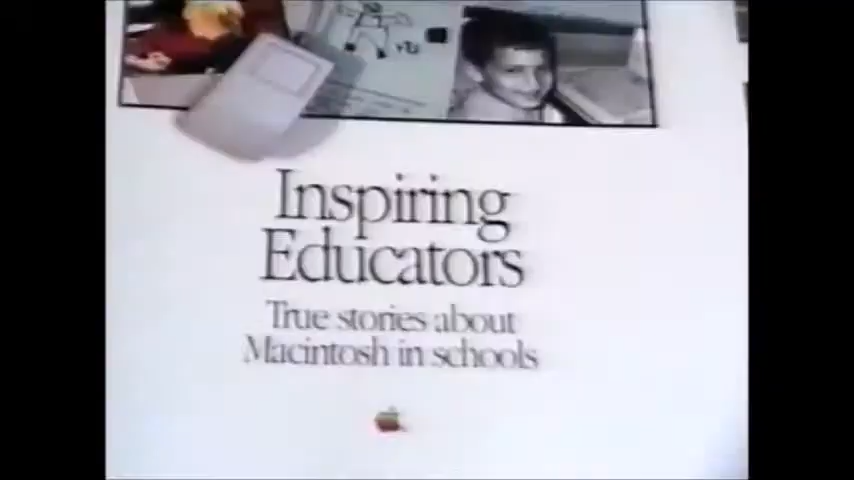 Inspiring
Educators
True stories about
Macintosh in schools